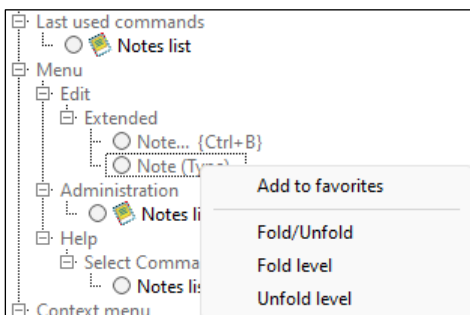 Last used commands
Notes list
Menu
Edit
Extended
Note... {Ctrl+B}
Note (Type)
Add to favorites
Administration
Notes li
Fold/Unfold
Help
Select Comma
Fold level
Notes lis
Unfold level
Context menu